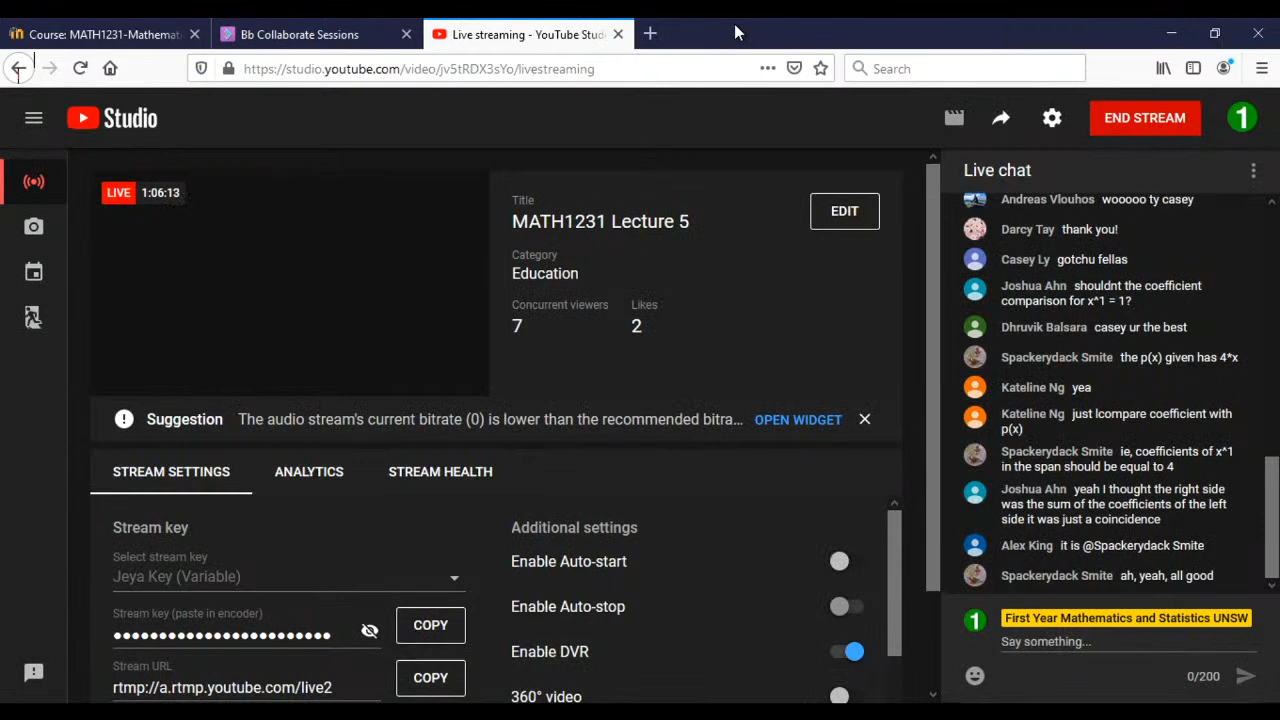 Course: MATH1231-Mathemat
Bb Collaborate Sessions
Live streaming - YouTube Stud
https://studio.youtube.com/video/jv5tRDX3sYo/livestreaming
Search
Studio
END STREAM
1
LIVE 1:06:13
Title
MATH1231 Lecture 5
EDIT
Category
Education
Concurrent viewers
7
Likes
2
Suggestion The audio stream's current bitrate (0) is lower than the recommended bitra...
OPEN WIDGET
STREAM SETTINGS
ANALYTICS
STREAM HEALTH
Stream key
Select stream key
Jeya Key (Variable)
Stream key (paste in encoder)
••••••••••••••••••••••••
COPY
Stream URL
rtmp://a.rtmp.youtube.com/live2
COPY
Additional settings
Enable Auto-start
Enable Auto-stop
Enable DVR
360° video
Live chat
Andreas Vlouhos wooooo ty casey
Darcy Tay thank you!
Casey Ly gotchu fellas
Joshua Ahn shouldnt the coefficient
comparison for x^1 = 1?
Dhruvik Balsara casey ur the best
Spackerydack Smite the p(x) given has 4*x
Kateline Ng yea
Kateline Ng just lcompare coefficient with
p(x)
Spackerydack Smite ie, coefficients of x^1
in the span should be equal to 4
Joshua Ahn yeah I thought the right side
was the sum of the coefficients of the left
side it was just a coincidence
Alex King it is @Spackerydack Smite
Spackerydack Smite ah, yeah, all good
1
First Year Mathematics and Statistics UNSW
Say something...
0/200